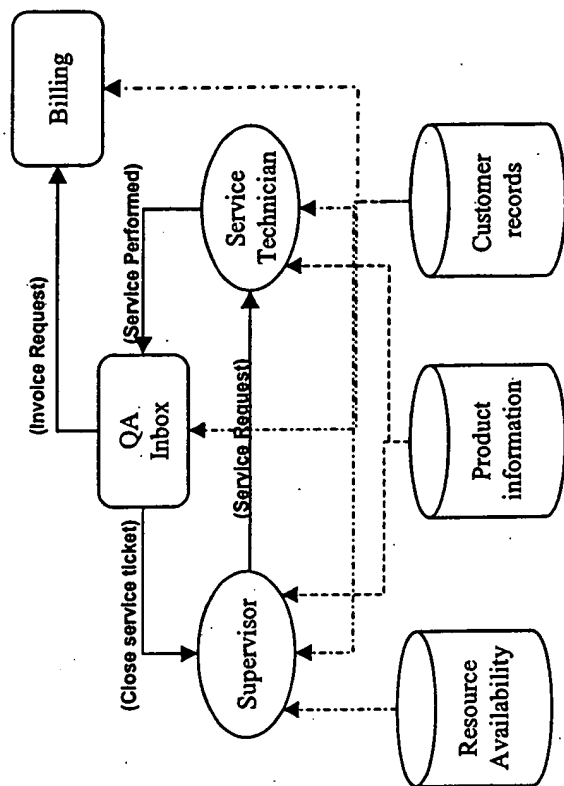 Billing
(Invoice Request)
(Service Performed)
Service
Technician
QA
Inbox
(Service Request)
(Close service ticket)
Supervisor
Customer
records
Product
information
Resource
Availability